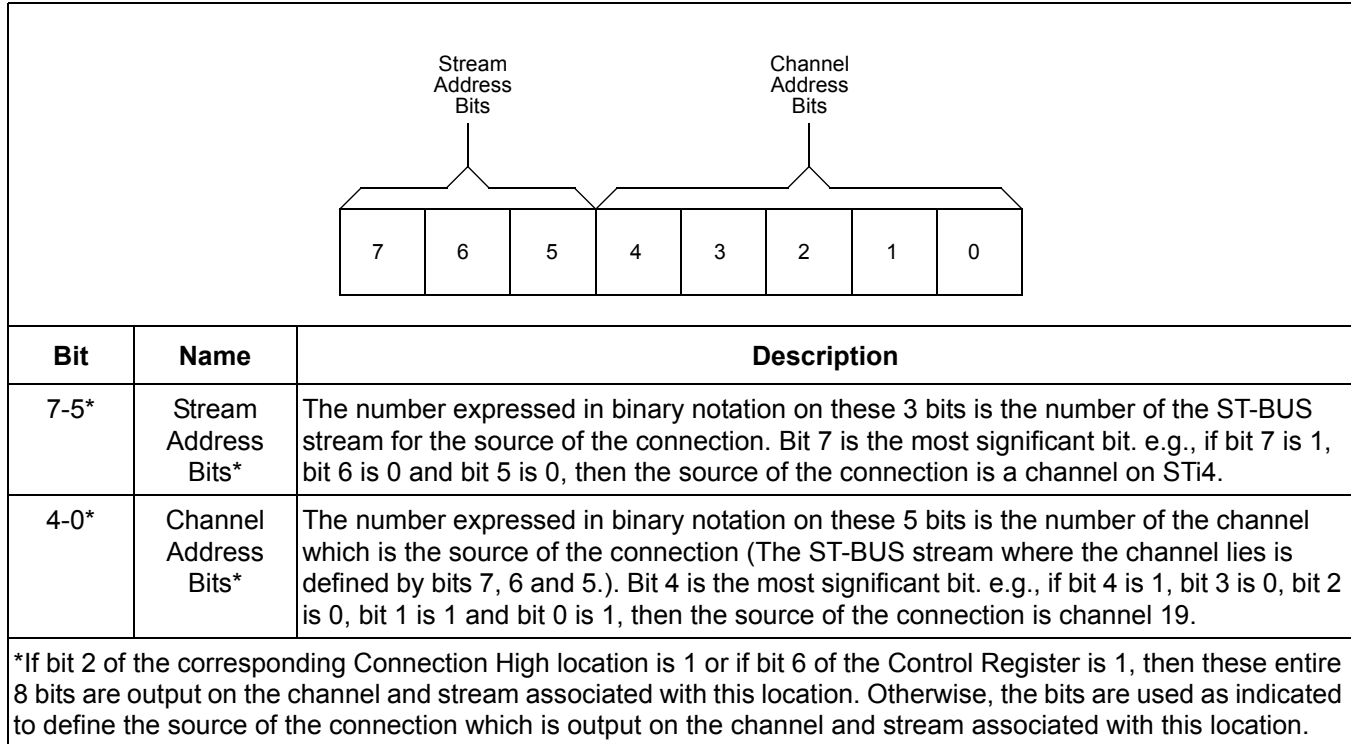 Stream
Address
Bits
Channel
Address
Bits
7 6 5 4 3 2 1 0
Bit Name Description
7-5* Stream Address Bits* The number expressed in binary notation on these 3 bits is the number of the ST-BUS
stream for the source of the connection. Bit 7 is the most significant bit. e.g., if bit 7 is 1,
bit 6 is 0 and bit 5 is 0, then the source of the connection is a channel on STi4.
4-0* Channel Address Bits* The number expressed in binary notation on these 5 bits is the number of the channel
which is the source of the connection (The ST-BUS stream where the channel lies is
defined by bits 7, 6 and 5.). Bit 4 is the most significant bit. e.g., if bit 4 is 1, bit 3 is 0, bit 2
is 0, bit 1 is 1 and bit 0 is 1, then the source of the connection is channel 19.
*If bit 2 of the corresponding Connection High location is 1 or if bit 6 of the Control Register is 1, then these entire
8 bits are output on the channel and stream associated with this location. Otherwise, the bits are used as indicated
to define the source of the connection which is output on the channel and stream associated with this location.